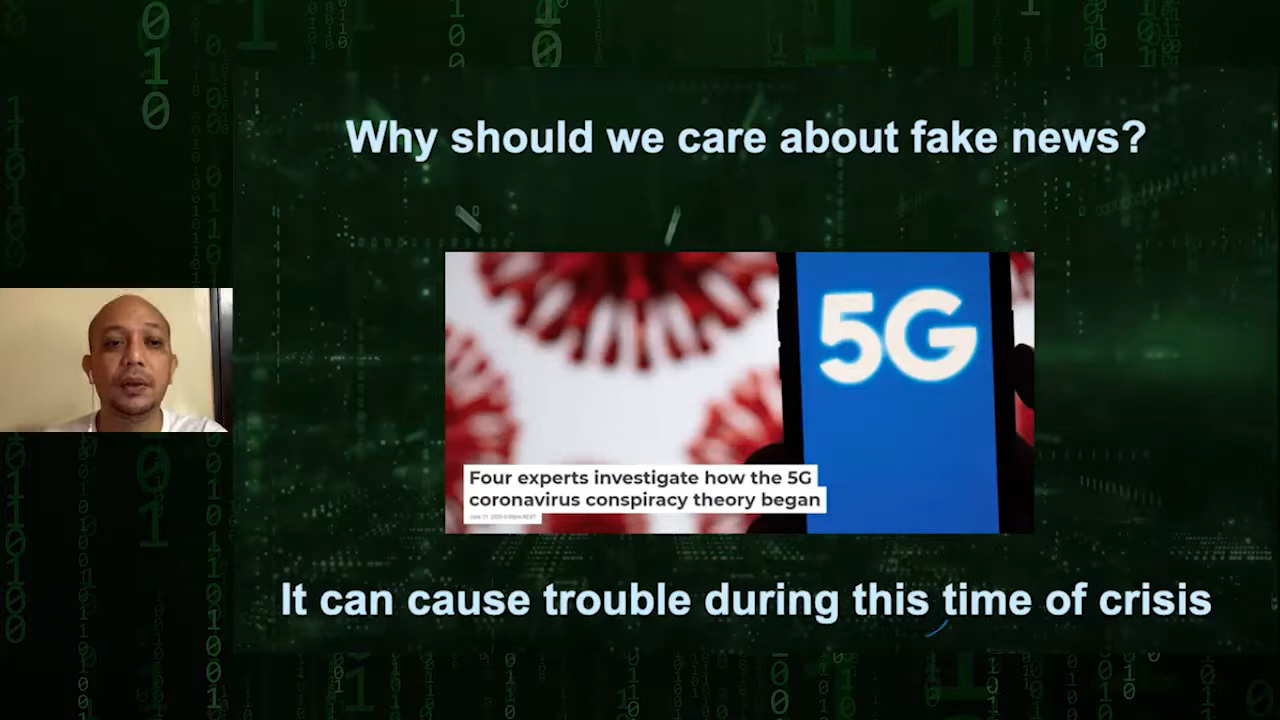 Why should we care about fake news?
5G
Four experts investigate how the 5G
coronavirus conspiracy theory began
It can cause trouble during this time of crisis